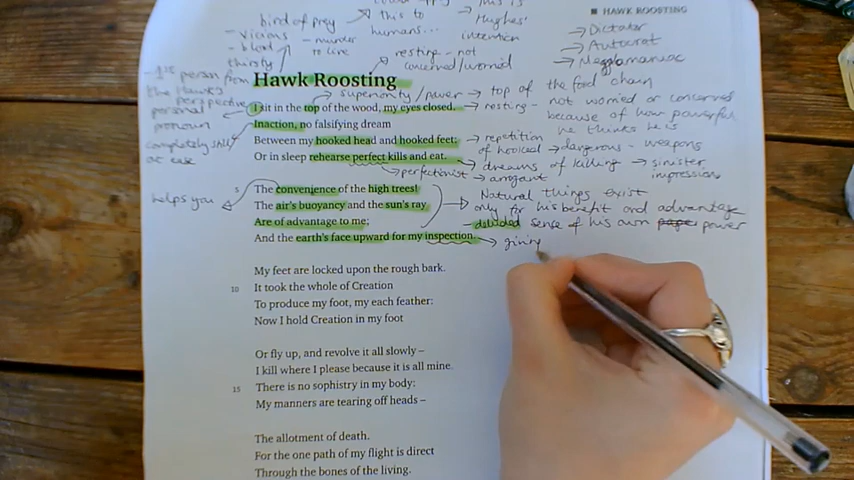 ■ HAWK ROOSTING
bird of prey
this to
→ This is
- vicious
- murder
humans...
Hughes'
→ Dictator
- blood
to live
intention
→ Autocrat
thirsty
resting - not
→ Megalomaniac
- 1st person from
concerned/worried
the Hawk's
Hawk Roosting
perspective
superiority/power → top of the food chain
personal
I sit in the top of the wood, my eyes closed.
→ resting - not worried or concerned
pronoun
Inaction, no falsifying dream
because of how powerful
completely still
Between my hooked head and hooked feet:
→ repetition
he thinks he is
at ease
Or in sleep rehearse perfect kills and eat.
of hooked → dangerous - weapons
→ dreams of killing → sinister
perfectionist → arrogant
impression
5 The convenience of the high trees!
Natural things exist
helps you
The air's buoyancy and the sun's ray
only for his benefit and advantage
Are of advantage to me;
- deluded sense of his own power
And the earth's face upward for my inspection.
→ giving
My feet are locked upon the rough bark.
10 It took the whole of Creation
To produce my foot, my each feather:
Now I hold Creation in my foot
Or fly up, and revolve it all slowly –
I kill where I please because it is all mine.
15 There is no sophistry in my body:
My manners are tearing off heads –
The allotment of death.
For the one path of my flight is direct
Through the bones of the living.